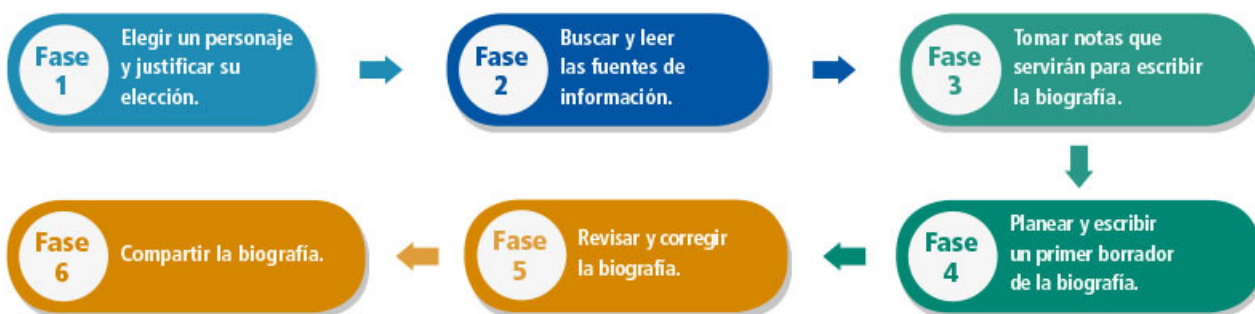 Fase
1
Elegir un personaje
y justificar su
elección.
Fase
2
Buscar y leer
las fuentes de
información.
Fase
3
Tomar notas que
servirán para escribir
la biografía.
Fase
4
Planear y escribir
un primer borrador
de la biografía.
Fase
5
Revisar y corregir
la biografía.
Fase
6
Compartir la biografía.